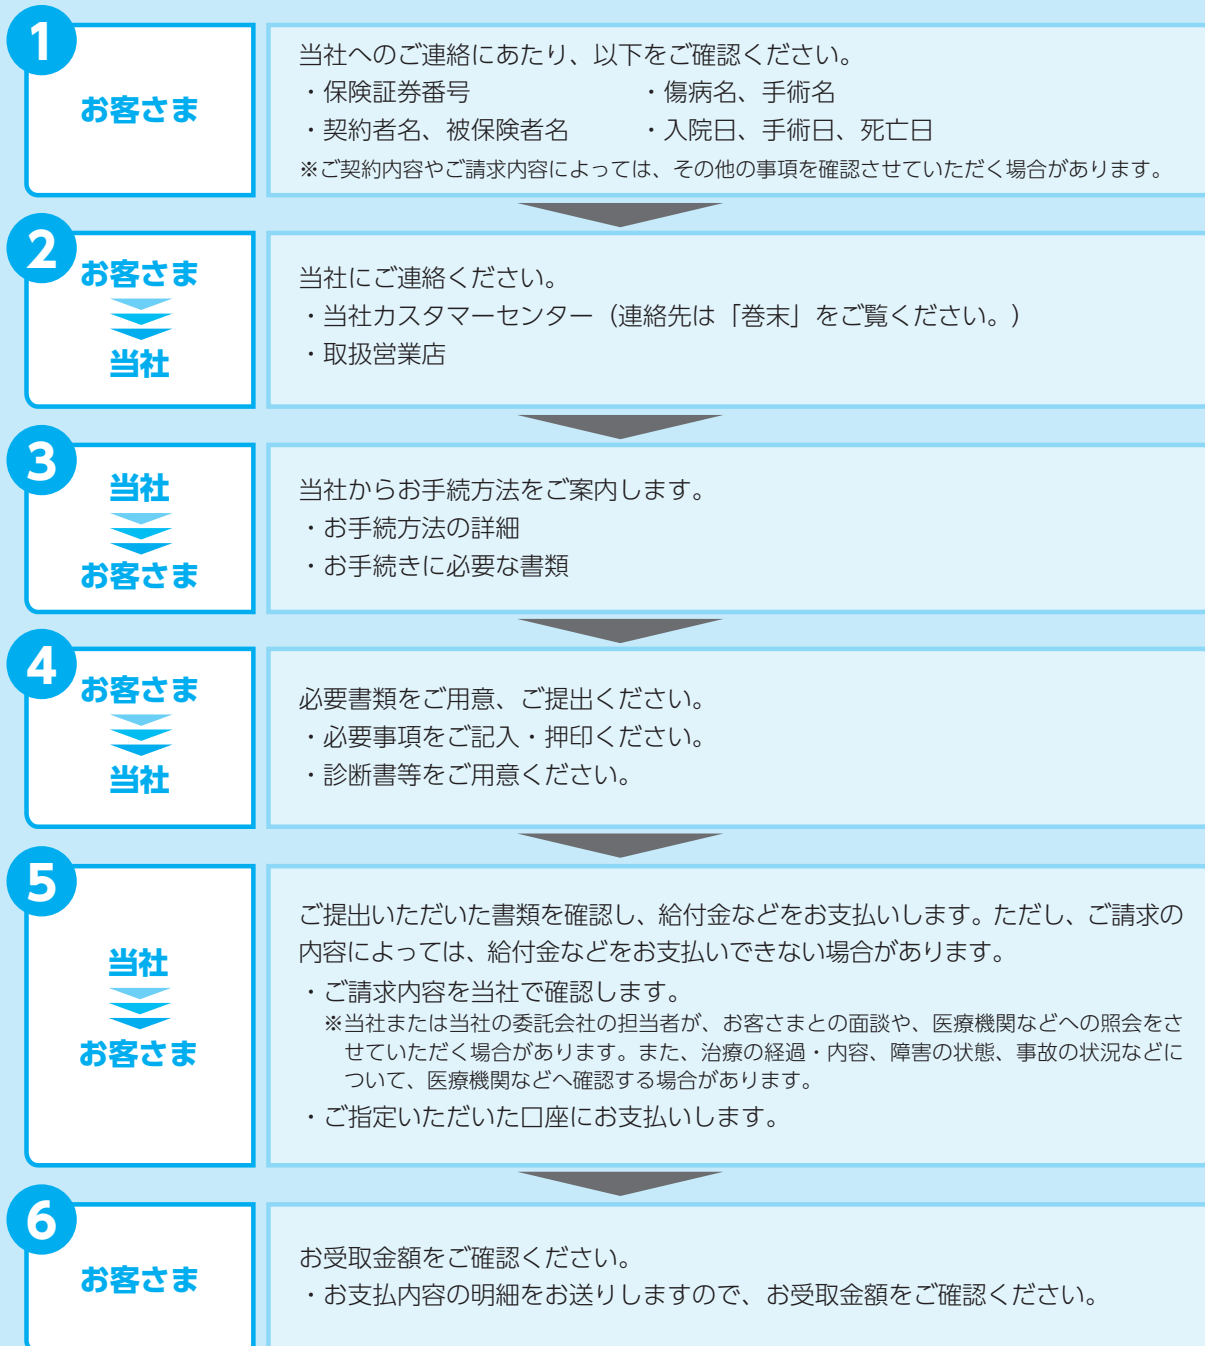 1
お客さま
当社へのご連絡にあたり、以下をご確認ください。
・保険証券番号 ・傷病名、手術名
・契約者名、被保険者名 ・入院日、手術日、死亡日
※ご契約内容やご請求内容によっては、その他の事項を確認させていただく場合があります。
2
お客さま
当社
当社にご連絡ください。
・当社カスタマーセンター（連絡先は「巻末」をご覧ください。）
・取扱営業店
3
当社
お客さま
当社からお手続方法をご案内します。
・お手続方法の詳細
・お手続きに必要な書類
4
お客さま
当社
必要書類をご用意、ご提出ください。
・必要事項をご記入・押印ください。
・診断書等をご用意ください。
5
当社
お客さま
ご提出いただいた書類を確認し、給付金などをお支払いします。ただし、ご請求の
内容によっては、給付金などをお支払いできない場合があります。
・ご請求内容を当社で確認します。
※当社または当社の委託会社の担当者が、お客さまとの面談や、医療機関などへの照会をさ
せていただく場合があります。また、治療の経過・内容、障害の状態、事故の状況などに
ついて、医療機関などへ確認する場合があります。
・ご指定いただいた口座にお支払いします。
6
お客さま
お受取金額をご確認ください。
・お支払内容の明細をお送りしますので、お受取金額をご確認ください。